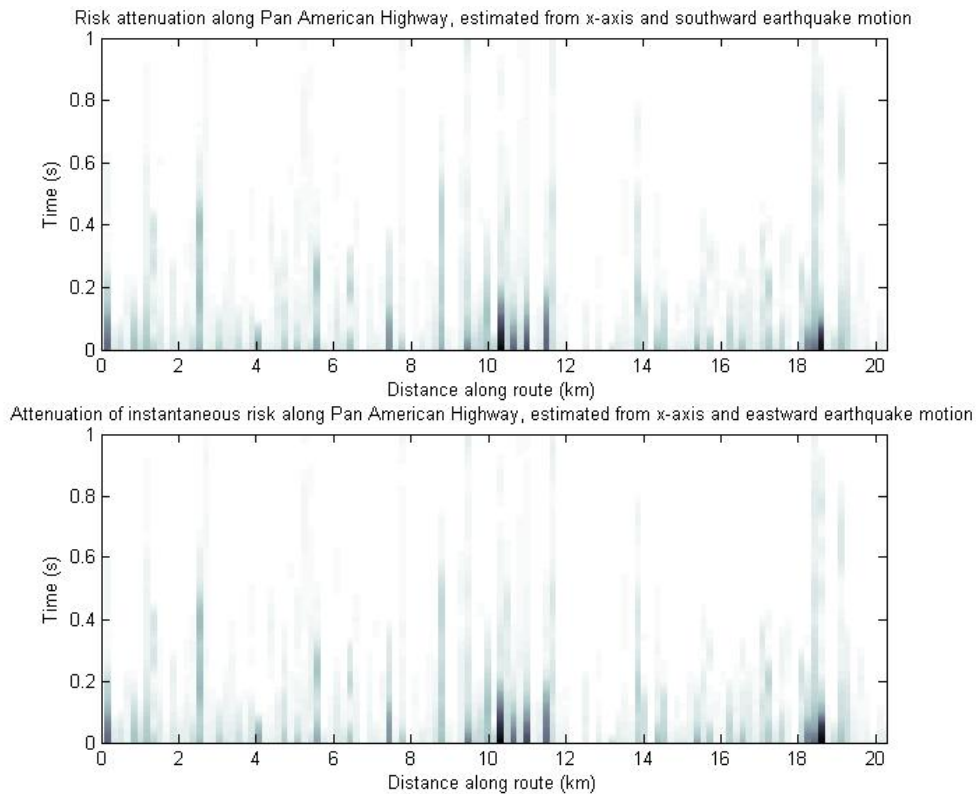 Risk attenuation along Pan American Highway, estimated from x-axis and southward earthquake motion
1
0.8
0.6
0.4
0.2
0
Time (s)
0 2 4 6 8 10 12 14 16 18 20
Distance along route (km)
Attenuation of instantaneous risk along Pan American Highway, estimated from x-axis and eastward earthquake motion
1
0.8
0.6
0.4
0.2
0
Time (s)
0 2 4 6 8 10 12 14 16 18 20
Distance along route (km)